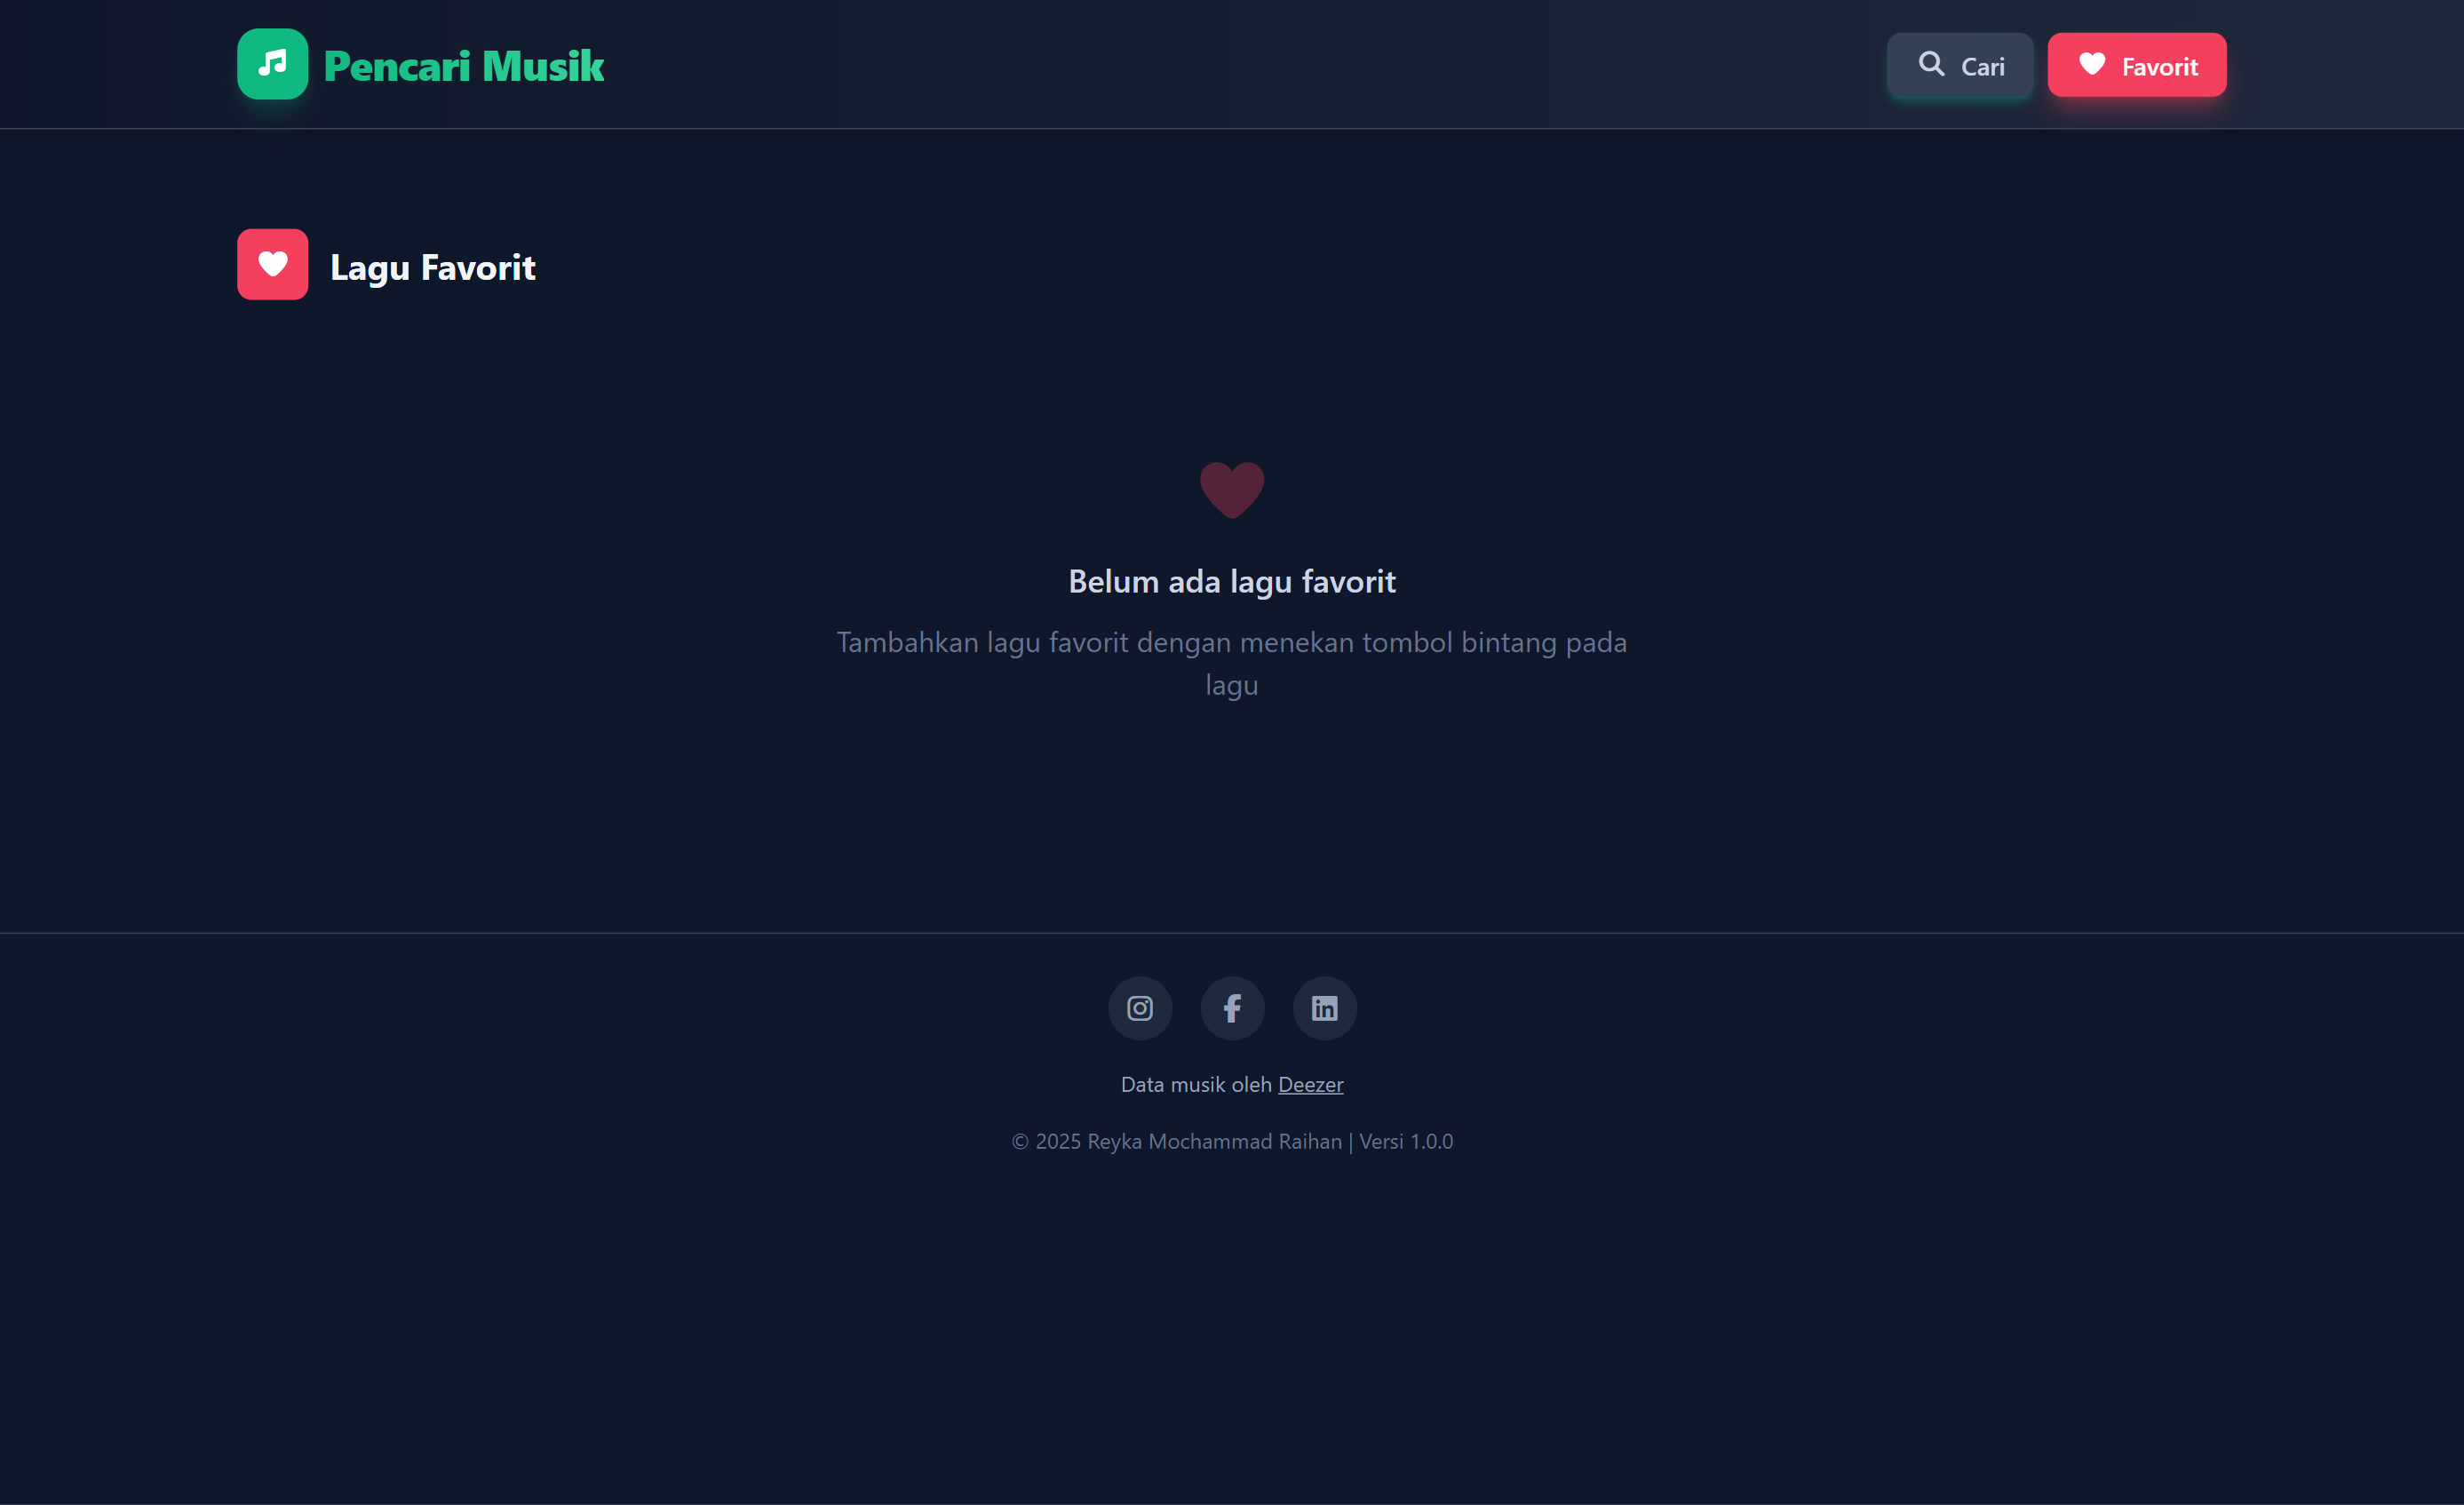 Pencari Musik
Cari
Favorit
Lagu Favorit
Belum ada lagu favorit
Tambahkan lagu favorit dengan menekan tombol bintang pada
lagu
Data musik oleh Deezer
© 2025 Reyka Mochammad Raihan | Versi 1.0.0